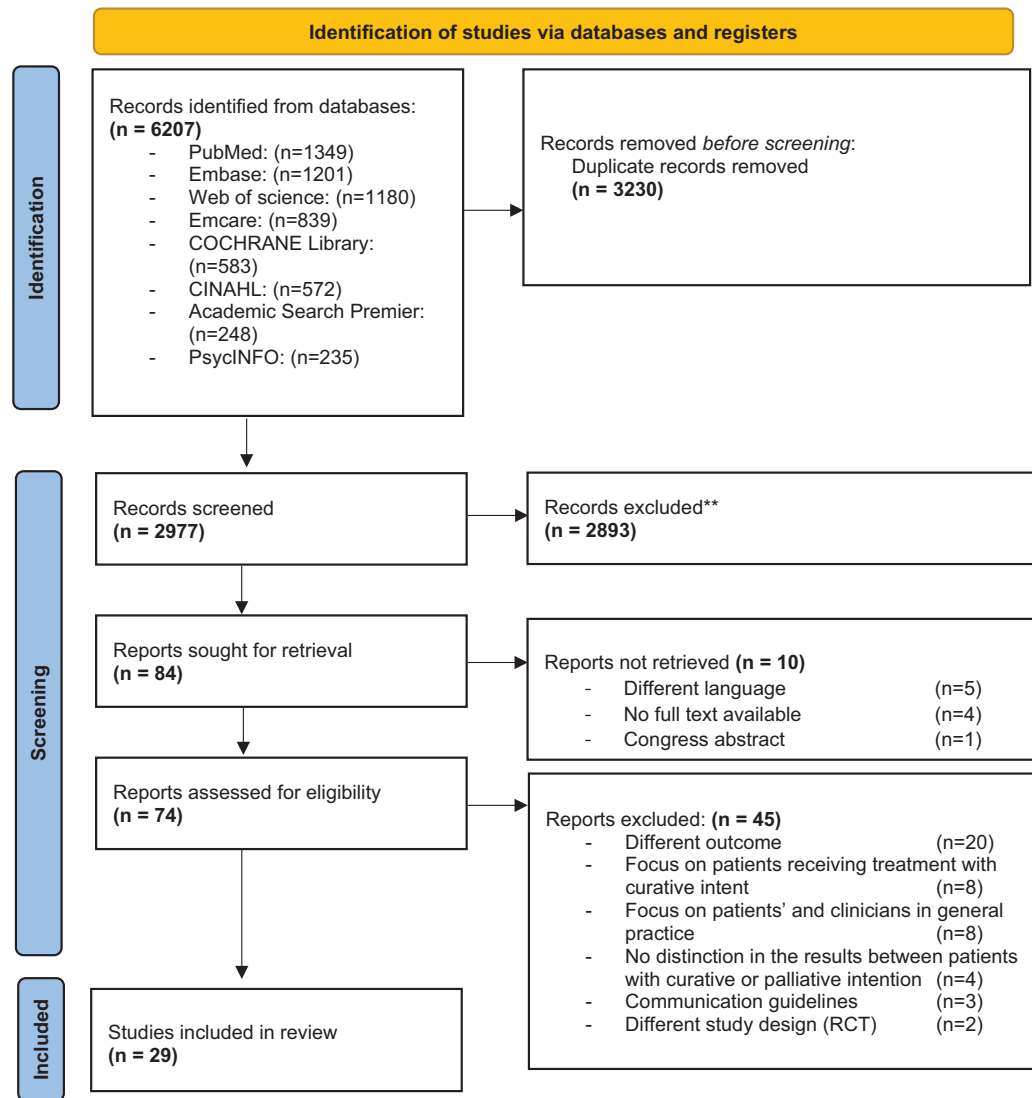 Identification of studies via databases and registers
Identification
Records identified from databases:
(n = 6207)
- PubMed: (n=1349)
- Embase: (n=1201)
- Web of science: (n=1180)
- Emcare: (n=839)
- COCHRANE Library:
(n=583)
- CINAHL: (n=572)
- Academic Search Premier:
(n=248)
- PsycINFO: (n=235)
Records removed before screening:
Duplicate records removed
(n = 3230)
Screening
Records screened
(n = 2977)
Records excluded**
(n = 2893)
Reports sought for retrieval
(n = 84)
Reports not retrieved (n = 10)
- Different language (n=5)
- No full text available (n=4)
- Congress abstract (n=1)
Reports assessed for eligibility
(n = 74)
Reports excluded: (n = 45)
- Different outcome (n=20)
- Focus on patients receiving treatment with
curative intent (n=8)
- Focus on patients’ and clinicians in general
practice (n=8)
- No distinction in the results between patients
with curative or palliative intention (n=4)
- Communication guidelines (n=3)
- Different study design (RCT) (n=2)
Included
Studies included in review
(n = 29)